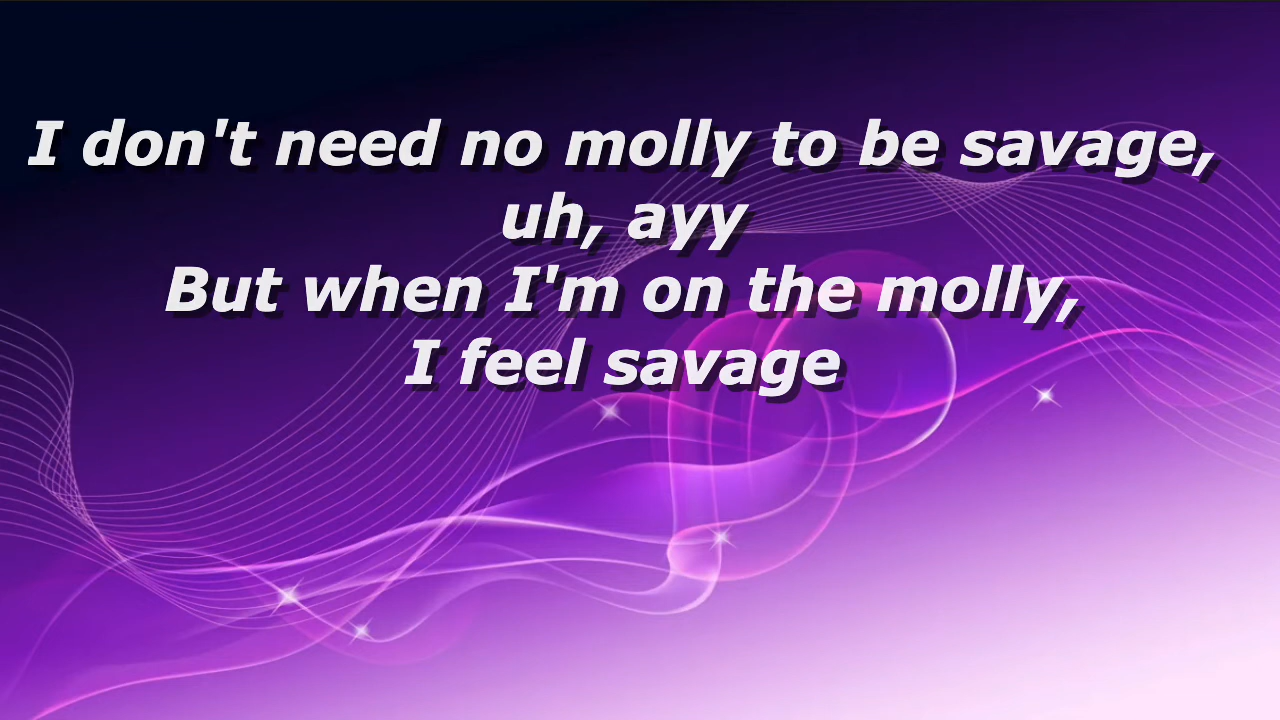 I don't need no molly to be savage,
uh, ayy
But when I'm on the molly,
I feel savage